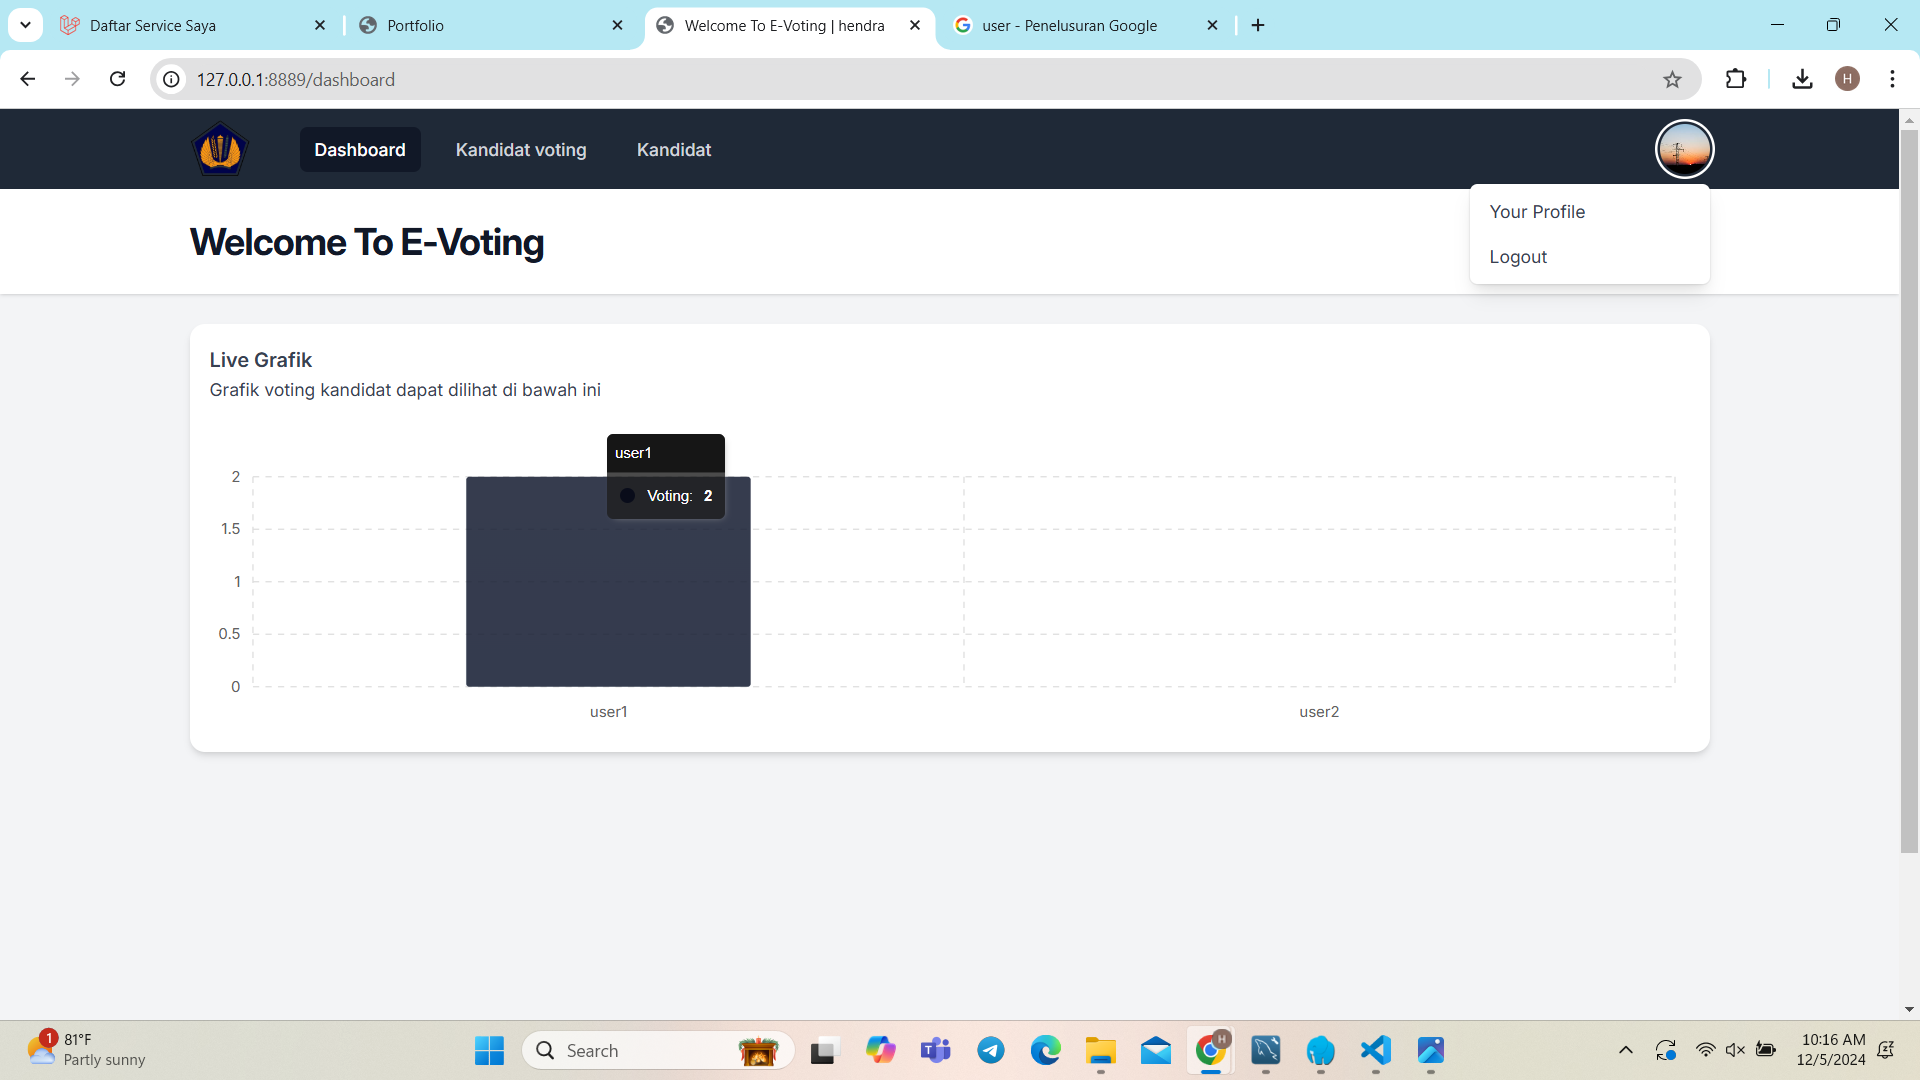 Daftar Service Saya
Portfolio
Welcome To E-Voting | hendra
user - Penelusuran Google
127.0.0.1:8889/dashboard
H
Dashboard
Kandidat voting
Kandidat
Your Profile
Logout
Welcome To E-Voting
Live Grafik
Grafik voting kandidat dapat dilihat di bawah ini
user1
Voting: 2
2
1.5
1
0.5
0
user1
user2
1
81°F
Partly sunny
Search
H
10:16 AM
12/5/2024